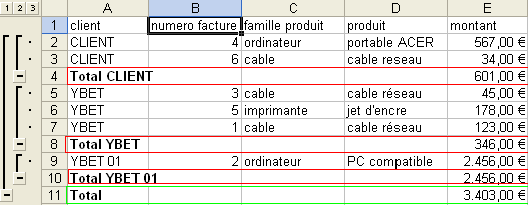 1 2 3 A B C D E
1 client numero facture famille produit produit montant
2 CLIENT 4 ordinateur portable ACER 567,00 €
3 CLIENT 6 cable cable reseau 34,00 €
4 Total CLIENT 601,00 €
5 YBET 3 cable cable réseau 45,00 €
6 YBET 5 imprimante jet d'encre 178,00 €
7 YBET 1 cable cable réseau 123,00 €
8 Total YBET 346,00 €
9 YBET 01 2 ordinateur PC compatible 2.456,00 €
10 Total YBET 01 2.456,00 €
11 Total 3.403,00 €